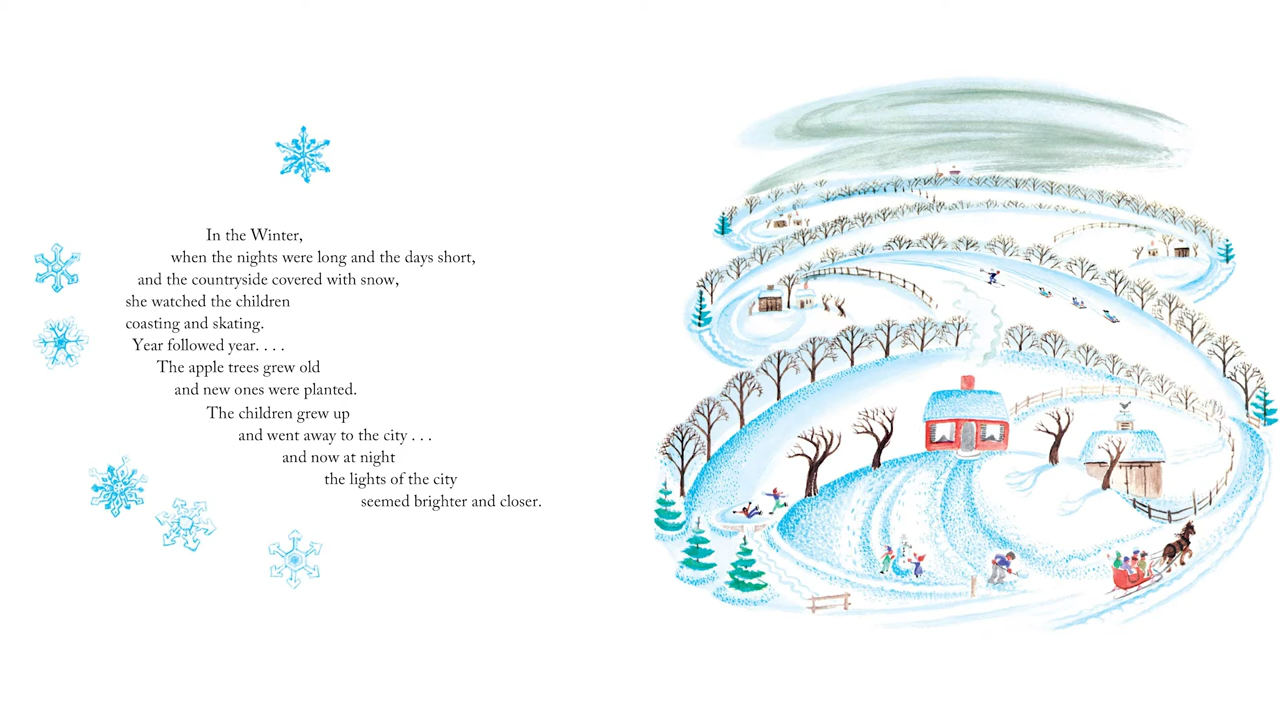 In the Winter,
when the nights were long and the days short,
and the countryside covered with snow,
she watched the children
coasting and skating.
Year followed year. . . .
The apple trees grew old
and new ones were planted.
The children grew up
and went away to the city . . .
and now at night
the lights of the city
seemed brighter and closer.